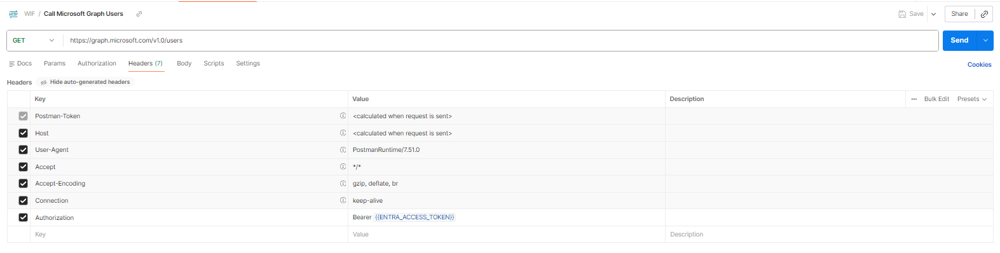 HTTP WIF / Call Microsoft Graph Users Save Share
GET https://graph.microsoft.com/v1.0/users Send
Docs Params Authorization Headers (7) Body Scripts Settings Cookies
Headers Hide auto-generated headers
Key Value Description Bulk Edit Presets
Postman-Token <calculated when request is sent>
Host <calculated when request is sent>
User-Agent PostmanRuntime/7.51.0
Accept */*
Accept-Encoding gzip, deflate, br
Connection keep-alive
Authorization Bearer {{ENTRA_ACCESS_TOKEN}}
Key Value Description